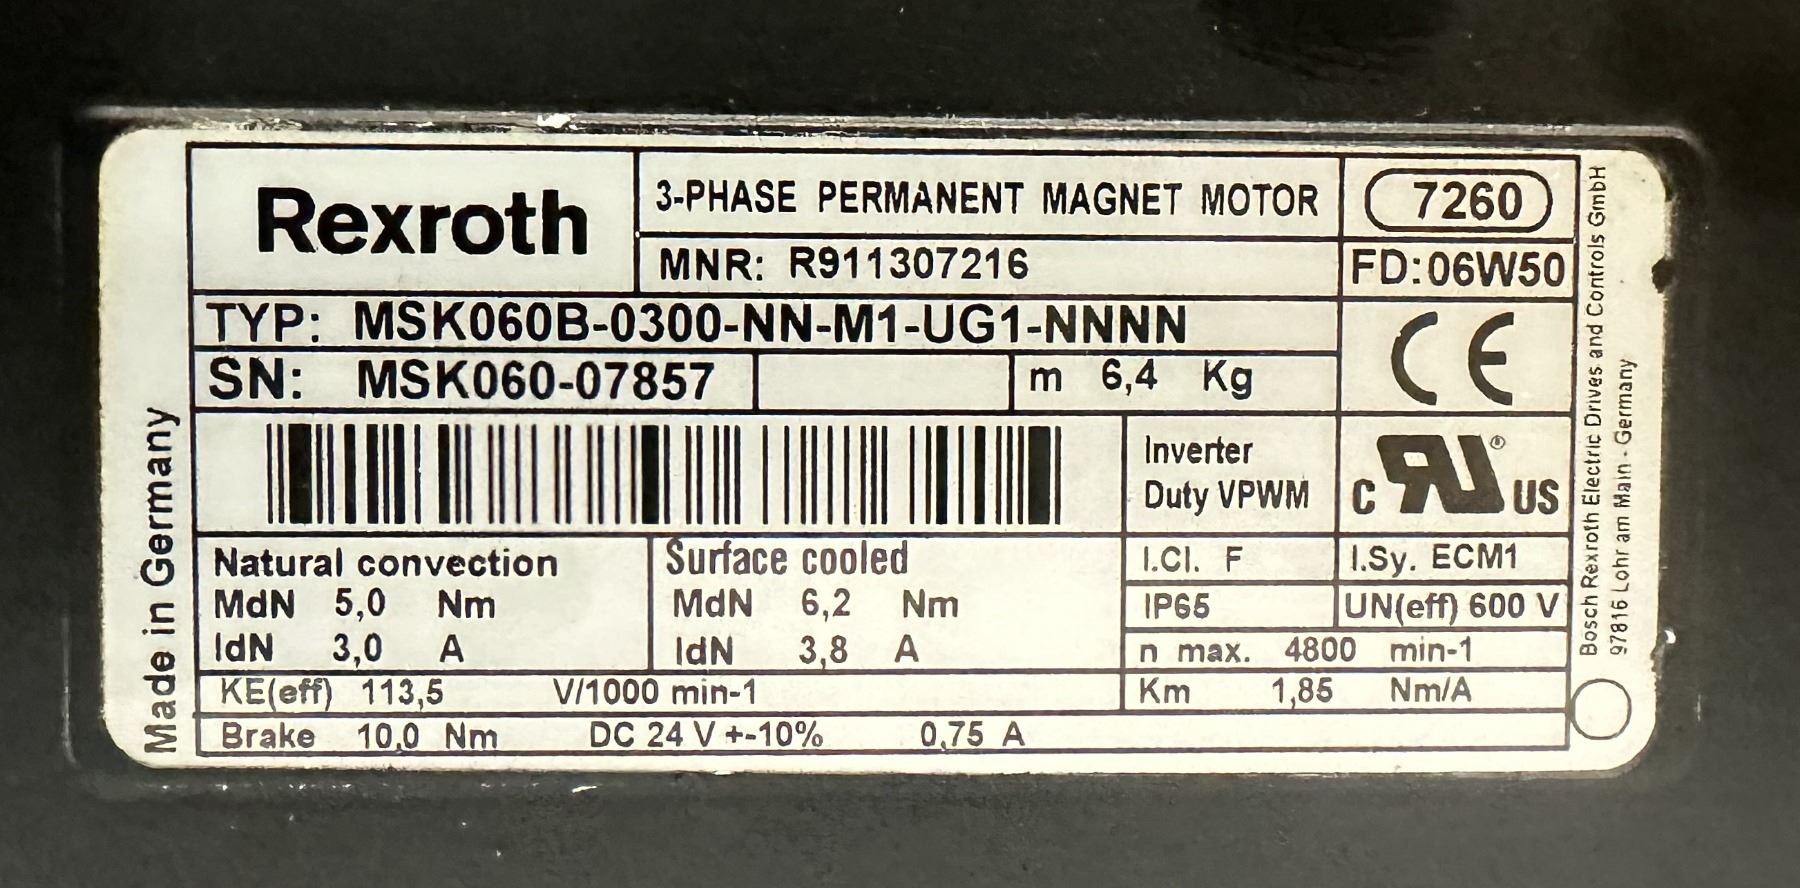 Rexroth
3-PHASE PERMANENT MAGNET MOTOR
7260
MNR: R911307216
FD:06W50
TYP: MSK060B-0300-NN-M1-UG1-NNNN
SN: MSK060-07857
m 6,4 Kg
CE
Inverter
Duty VPWM
C RU® US
Natural convection
MdN 5,0 Nm
IdN 3,0 A
Surface cooled
MdN 6,2 Nm
IdN 3,8 A
I.Cl. F
I.Sy. ECM1
IP65
UN(eff) 600 V
n max. 4800 min-1
KE(eff) 113,5 V/1000 min-1
Km 1,85 Nm/A
Brake 10,0 Nm DC 24 V +-10% 0,75 A
Made in Germany
Bosch Rexroth Electric Drives and Controls GmbH
97816 Lohr am Main - Germany